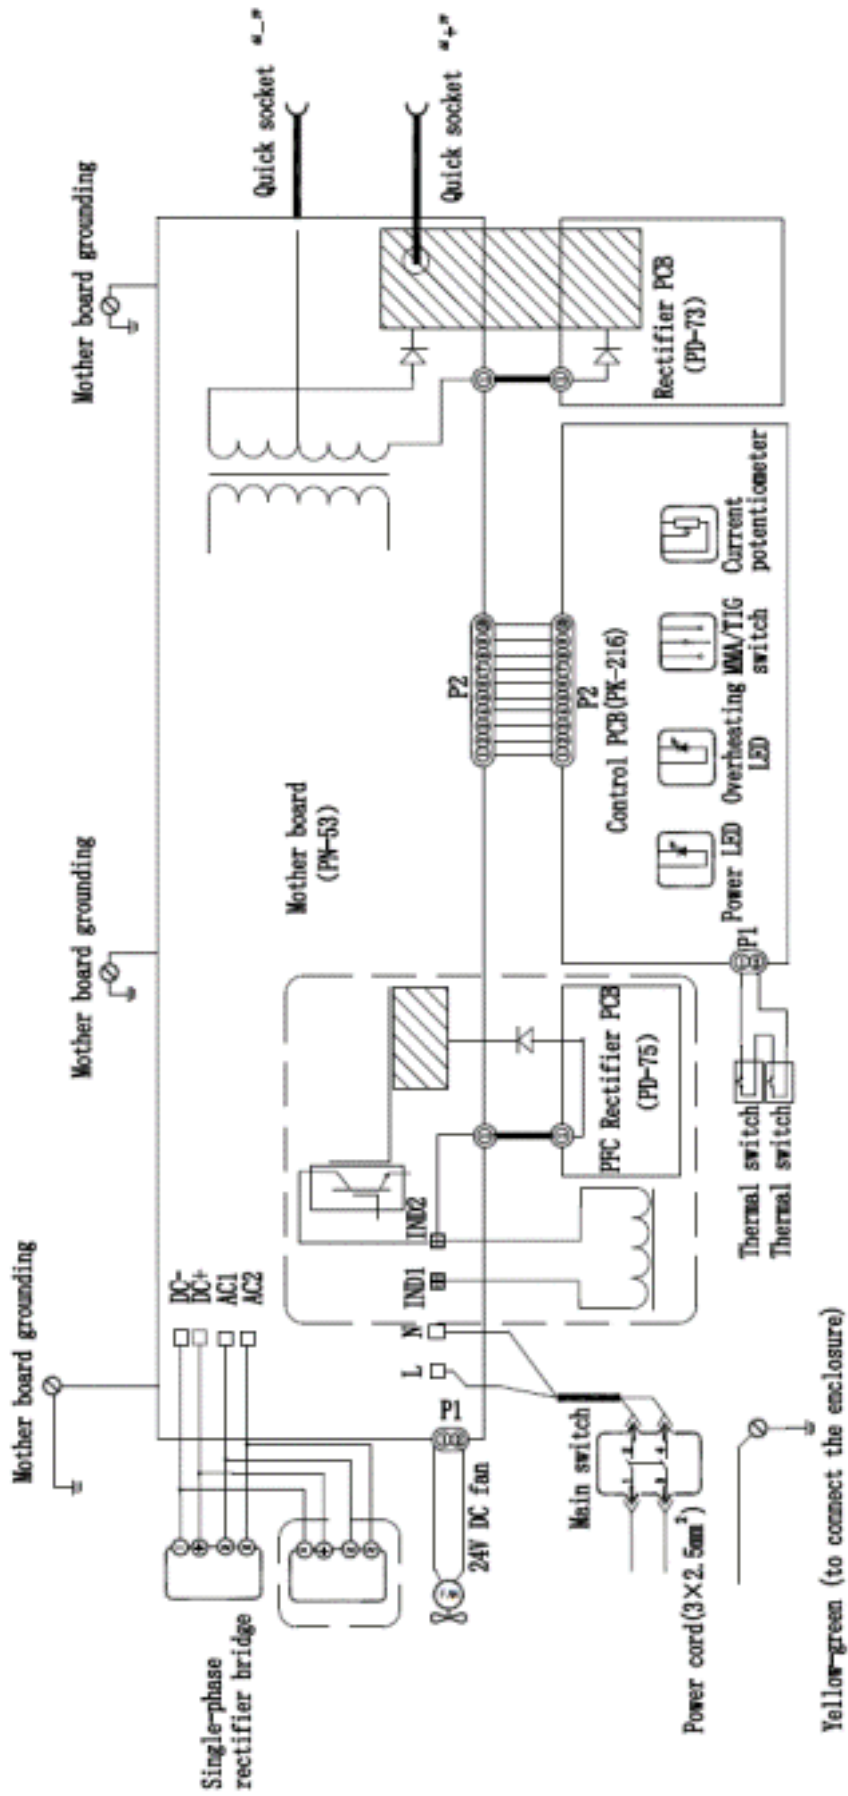 Mother board grounding
Mother board grounding
Mother board grounding
Single-phase
rectifier bridge
DC-
DC+
AC1
AC2
24V DC fan
P1
L
N
IND1
IND2
Mother board
(PN-53)
Quick socket "-"
Quick socket "+"
P2
P2
Control PCB(PK-216)
Rectifier PCB
(PD-73)
PFC Rectifier PCB
(PD-75)
Power LED
Overheating
LED
MMA/TIG
switch
Current
potentiometer
P1
Thermal switch
Thermal switch
Main switch
Power cord(3×2.5mm²)
Yellow-green (to connect the enclosure)